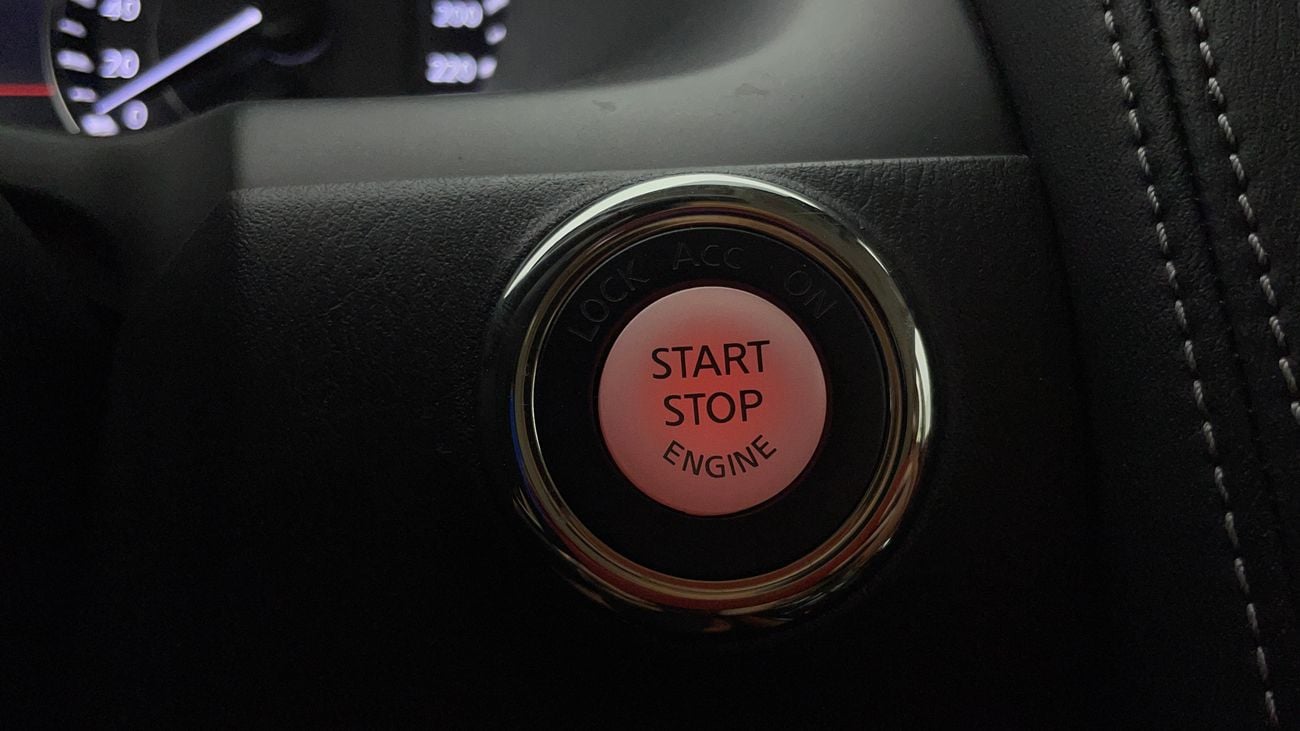 40
200
20
220
0
LOCK ACC ON
START
STOP
ENGINE